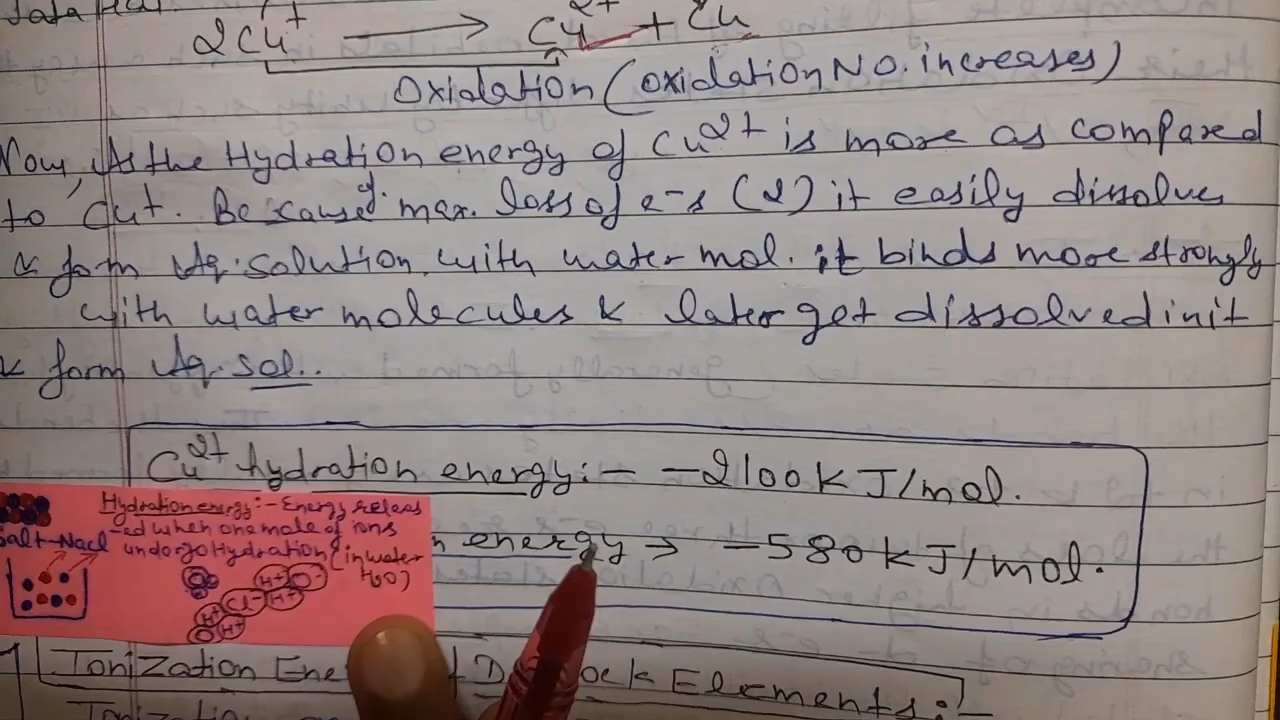 2Cu⁺ → Cu²⁺ + Cu
Oxidation (Oxidation No. increases)
Now, As the Hydration energy of Cu²⁺ is more as compared
to Cu⁺. Because of max. loss of e⁻s (2) it easily dissolves
& form Aq. solution with water mol. it binds more strongly
with water molecules & later get dissolved in it
& form Aq. sol.
Cu²⁺ hydration energy:- -2100 kJ/mol.
energy → -580 kJ/mol.
Hydration energy:- Energy releas
-ed when one mole of ions
undergo Hydration (in water
H₂O)
Salt-Nacl
O
H⁺ O⁻
H⁺ Cl⁻ H⁺
O H⁺
Ionization Ene D ock Elements:-